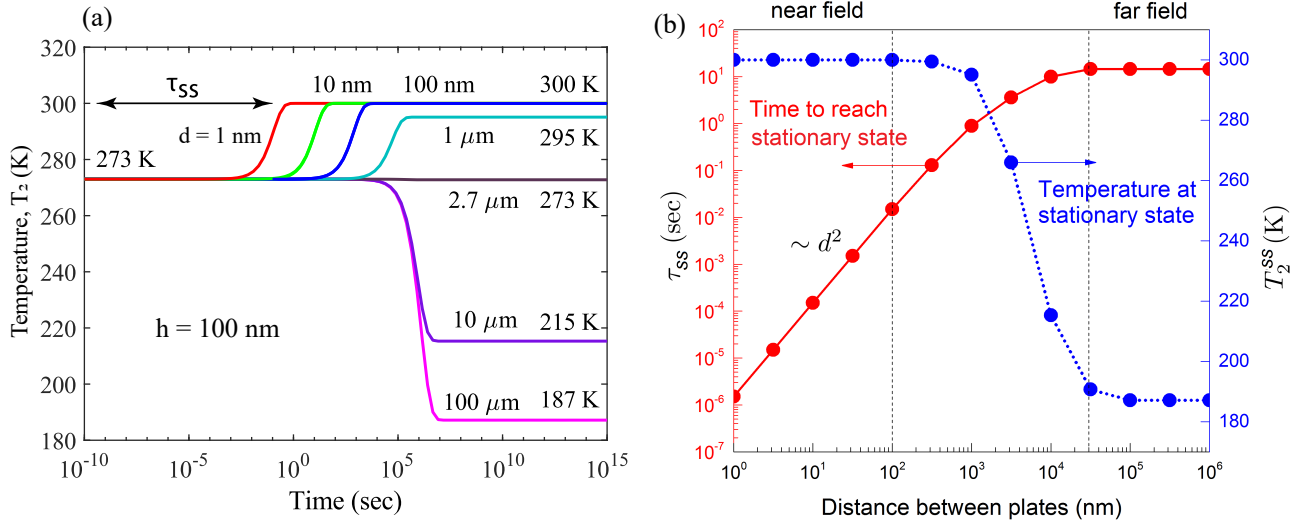 (a)
320
300
280
260
240
220
200
180
Temperature, T₂ (K)
τSS
10 nm
100 nm
300 K
d = 1 nm
1 μm
295 K
273 K
2.7 μm
273 K
h = 100 nm
10 μm
215 K
100 μm
187 K
10⁻¹⁰
10⁻⁵
10⁰
10⁵
10¹⁰
10¹⁵
Time (sec)
(b)
near field
far field
10²
10¹
10⁰
10⁻¹
10⁻²
10⁻³
10⁻⁴
10⁻⁵
10⁻⁶
10⁻⁷
τss (sec)
Time to reach
stationary state
Temperature at
stationary state
~ d²
300
280
260
240
220
200
180
T₂ˢˢ (K)
10⁰
10¹
10²
10³
10⁴
10⁵
10⁶
Distance between plates (nm)